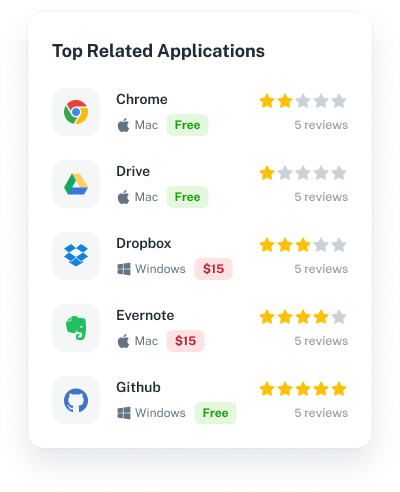 Top Related Applications
Chrome
Mac Free 5 reviews
Drive
Mac Free 5 reviews
Dropbox
Windows $15 5 reviews
Evernote
Mac $15 5 reviews
Github
Windows Free 5 reviews